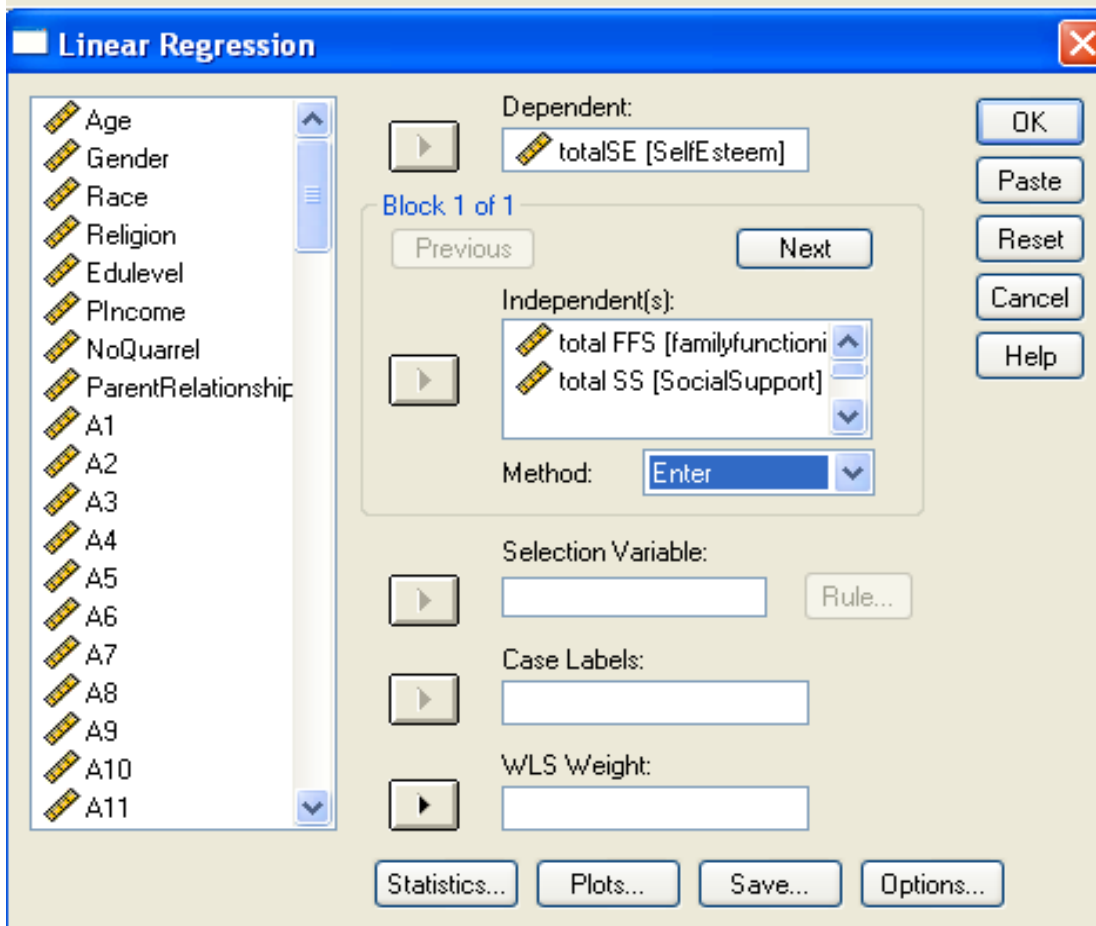 Linear Regression
Age
Gender
Race
Religion
Edulevel
PIncome
NoQuarrel
ParentRelationship
A1
A2
A3
A4
A5
A6
A7
A8
A9
A10
A11
Dependent:
totalSE [SelfEsteem]
Block 1 of 1
Previous
Next
Independent(s):
total FFS [familyfunctioni
total SS [SocialSupport]
Method:
Enter
Selection Variable:
Rule...
Case Labels:
WLS Weight:
Statistics...
Plots...
Save...
Options...
OK
Paste
Reset
Cancel
Help